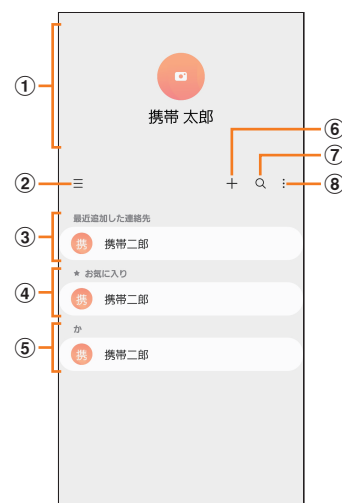 ①
携帯 太郎
⑥
⑦
②
⑧
最近追加した連絡先
③
携 携帯二郎
★ お気に入り
④
携 携帯二郎
か
⑤
携 携帯二郎